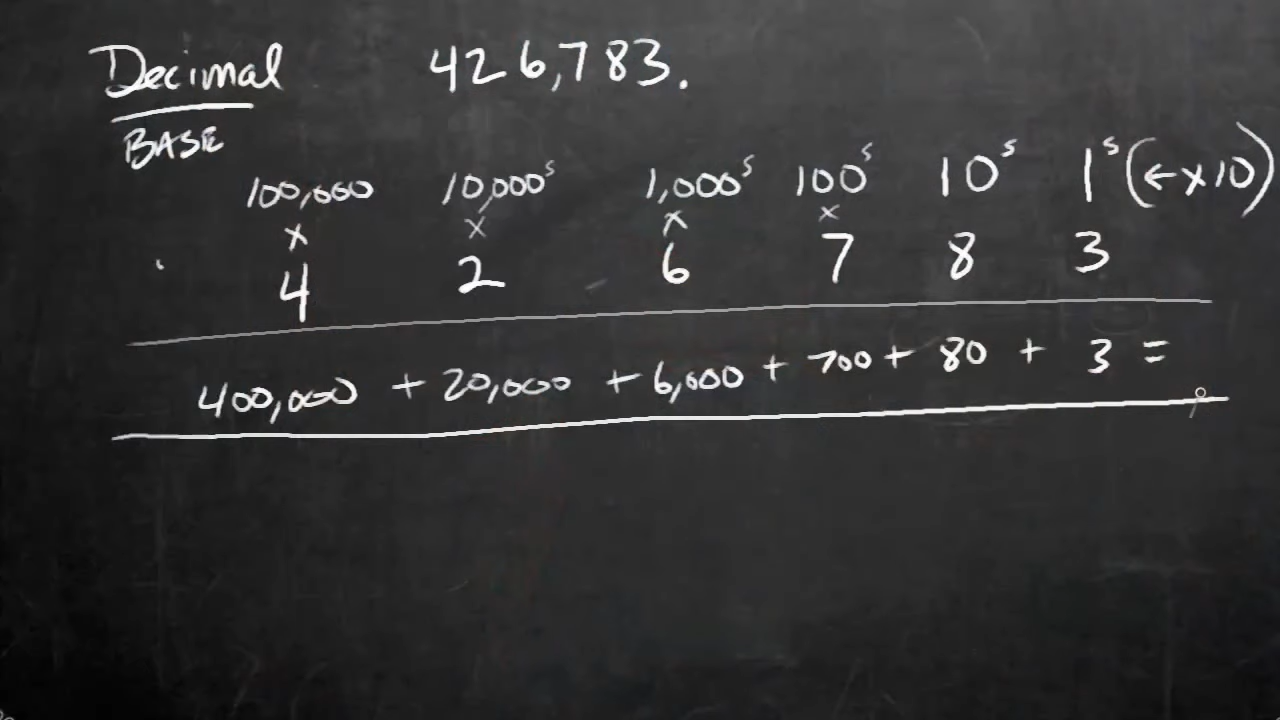 Decimal 426,783.
BASE
100,000 10,000s 1,000s 100s 10s 1s (← x 10)
x x x x
4 2 6 7 8 3
400,000 + 20,000 + 6,000 + 700 + 80 + 3 =